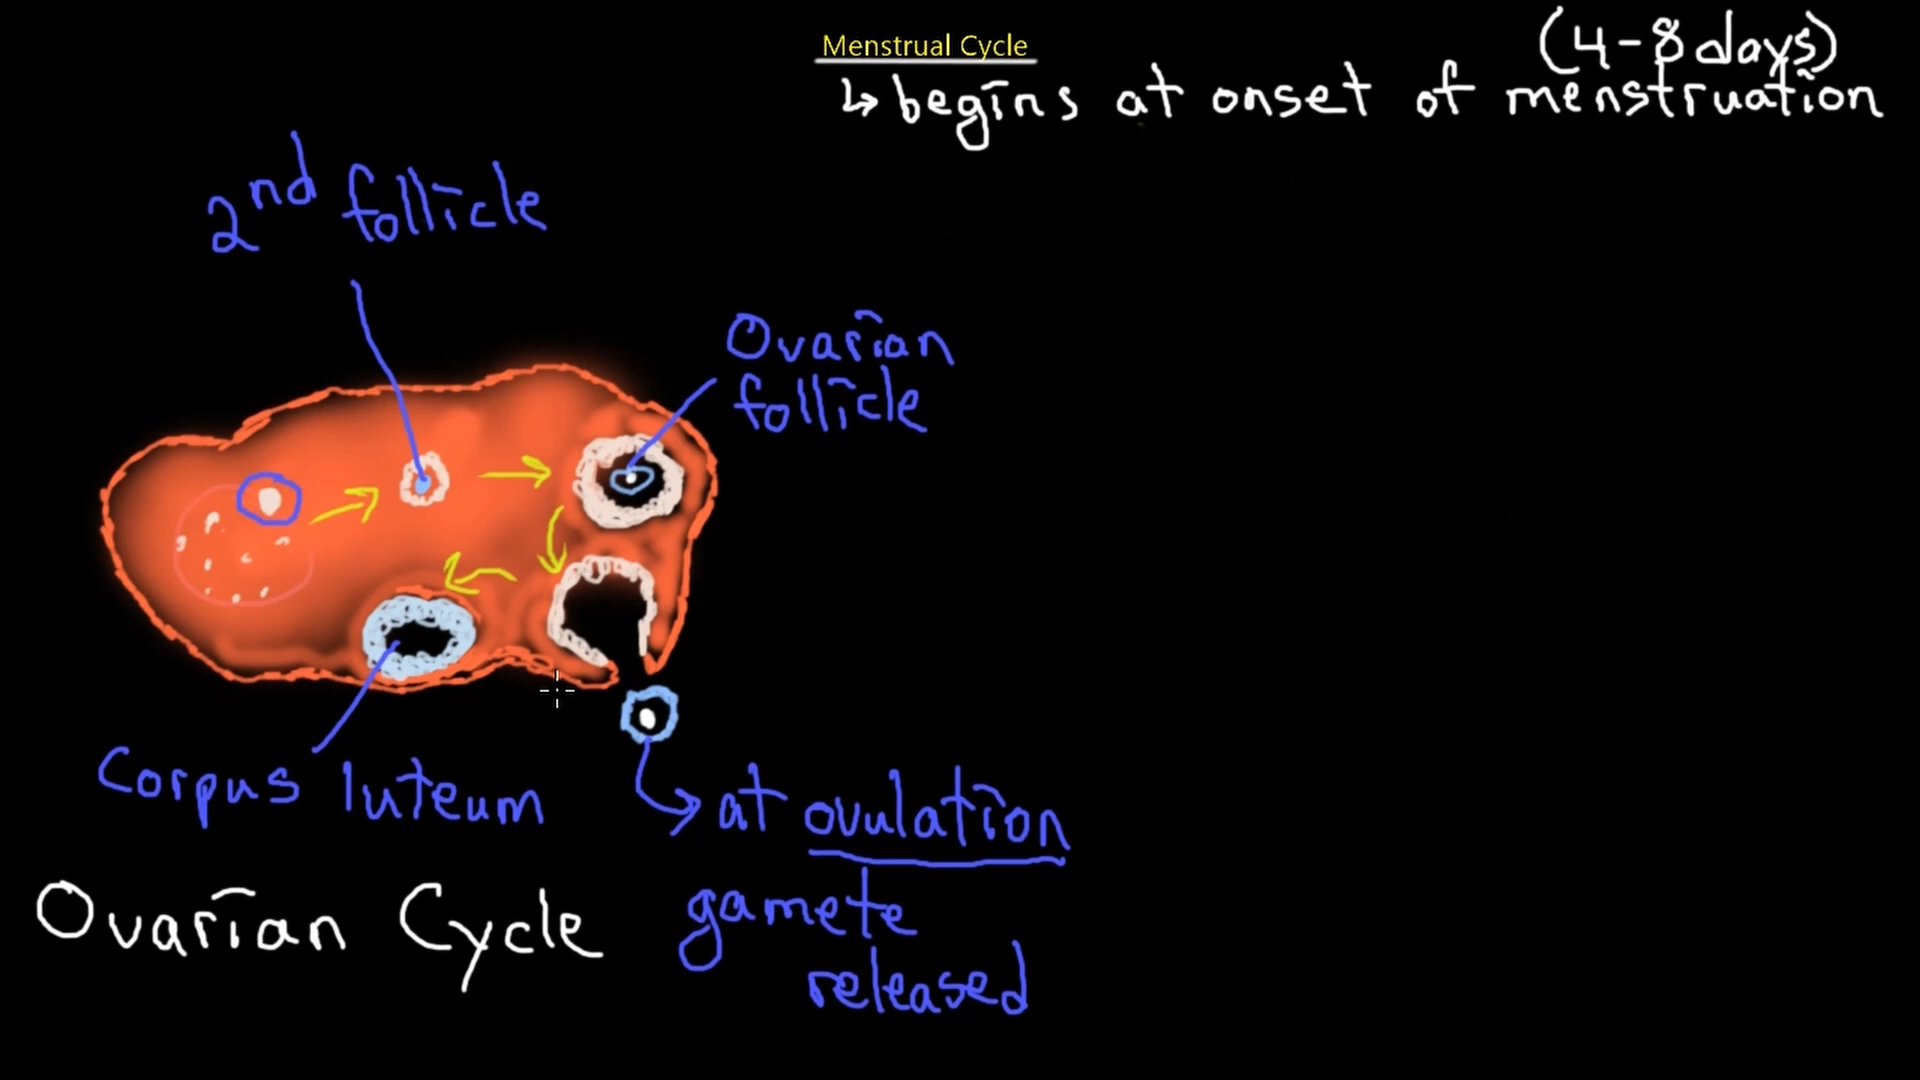 Menstrual Cycle
(4-8 days)
↳ begins at onset of menstruation
2nd follicle
Ovarian
follicle
Corpus luteum
at ovulation
gamete
released
Ovarian Cycle